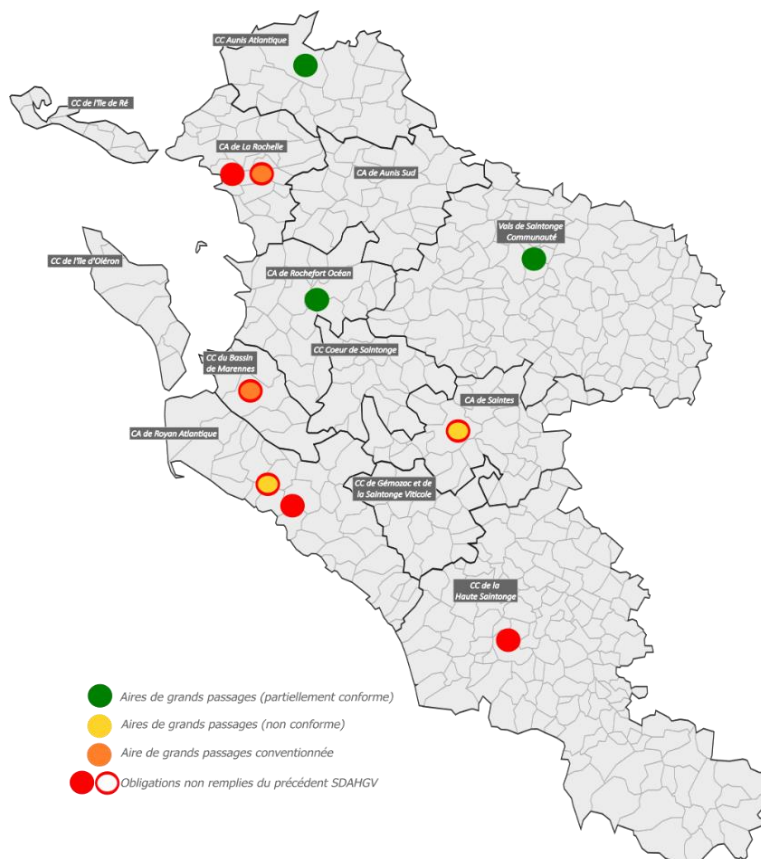 CC Aunis Atlantique
CC de l'île de Ré
CA de La Rochelle
CA de Aunis Sud
Vals de Saintonge
Communauté
CC de l'île d'Oléron
CA de Rochefort Océan
CC Coeur de Saintonge
CC du Bassin
de Marennes
CA de Saintes
CA de Royan Atlantique
CC de Gémozac et de
la Saintonge Viticole
CC de la
Haute Saintonge
Aires de grands passages (partiellement conforme)
Aires de grands passages (non conforme)
Aire de grands passages conventionnée
Obligations non remplies du précédent SDAHGV